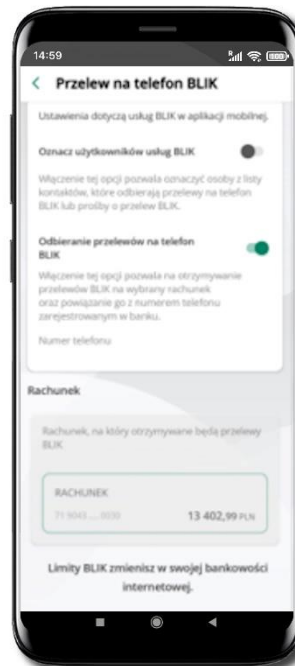 14:59
Przelew na telefon BLIK
Ustawienia dotyczą usług BLIK w aplikacji mobilnej.
Oznacz użytkowników usług BLIK
Włączenie tej opcji pozwala oznaczyć osoby z listy
kontaktów, które odbierają przelewy na telefon
BLIK lub prośby o przelew BLIK.
Odbieranie przelewów na telefon
BLIK
Włączenie tej opcji pozwala na otrzymywanie
przelewów BLIK na wybrany rachunek
oraz powiązanie go z numerem telefonu
zarejestrowanym w banku.
Numer telefonu
Rachunek
Rachunek, na który otrzymywane będą przelewy
BLIK
RACHUNEK
13 402,99 PLN
Limity BLIK zmienisz w swojej bankowości
internetowej.